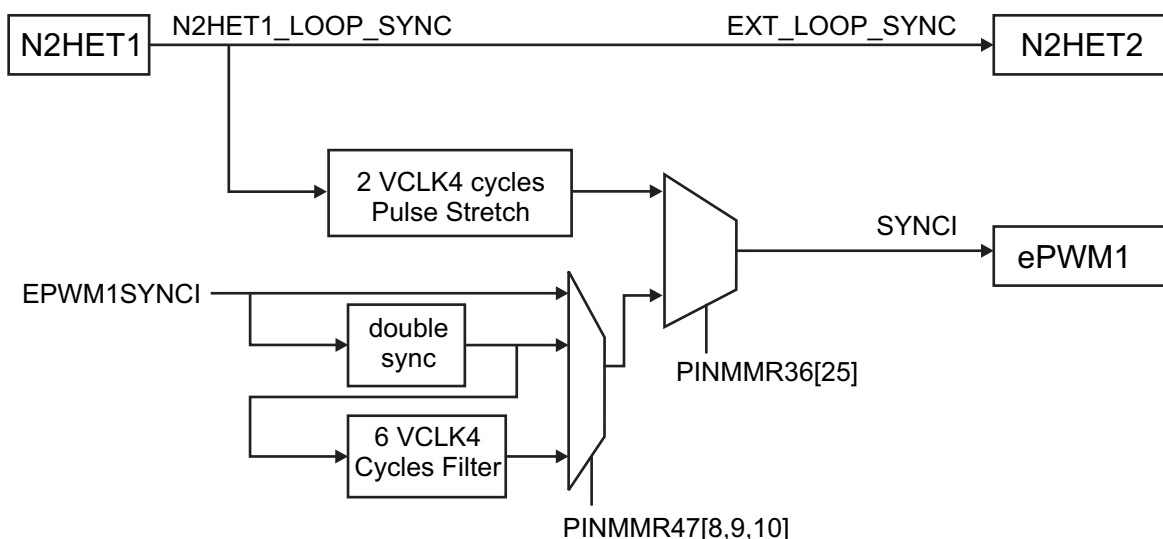 N2HET1
N2HET1_LOOP_SYNC
EXT_LOOP_SYNC
N2HET2
2 VCLK4 cycles
Pulse Stretch
SYNCI
ePWM1
EPWM1SYNCI
double
sync
PINMMR36[25]
6 VCLK4
Cycles Filter
PINMMR47[8,9,10]